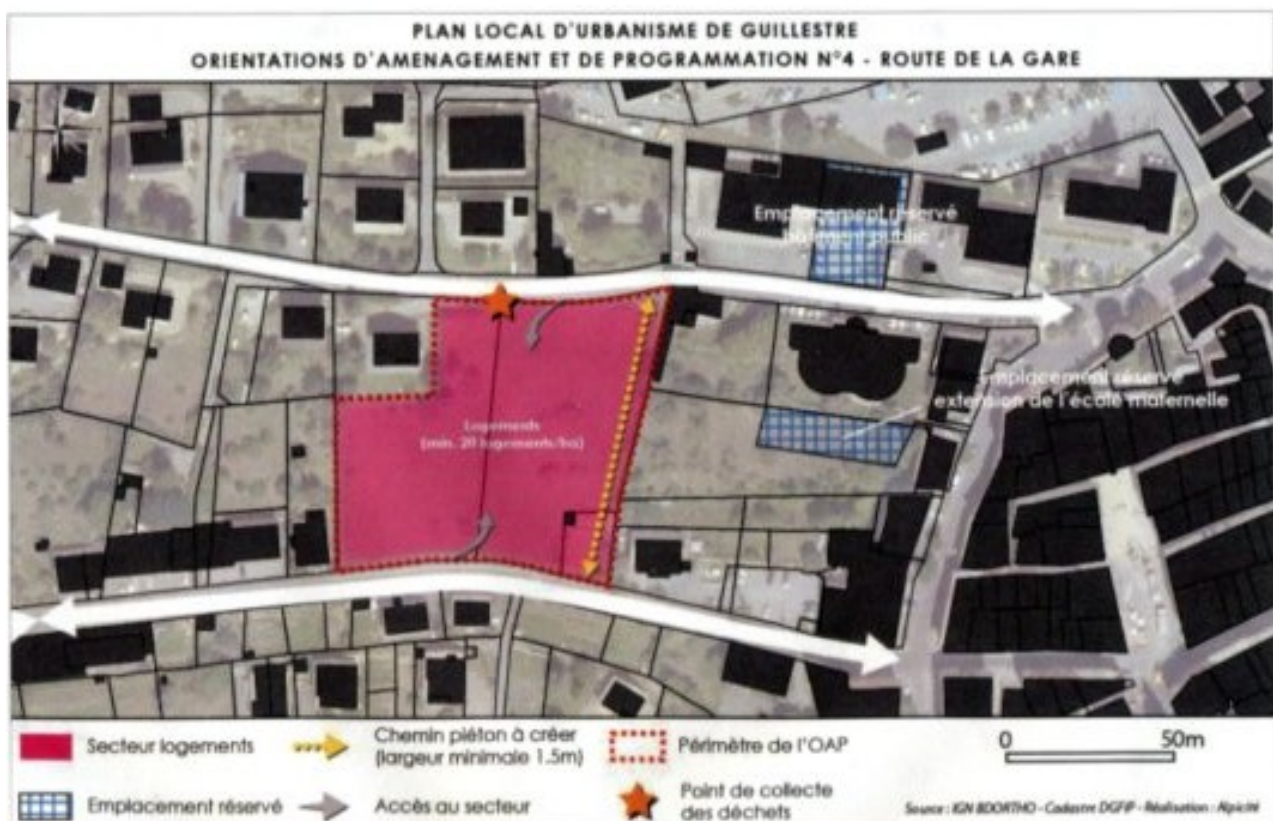 PLAN LOCAL D'URBANISME DE GUILLESTRE
ORIENTATIONS D'AMENAGEMENT ET DE PROGRAMMATION N°4 - ROUTE DE LA GARE
Emplacement réservé
bâtiment public
Emplacement réservé
extension de l'école maternelle
Logements
(min. 20 logements/ha)
Secteur logements
Chemin piéton à créer
(largeur minimale 1.5m)
Périmètre de l'OAP
0 50m
Emplacement réservé
Accès au secteur
Point de collecte
des déchets
Source : IGN BDORTHO - Cadastre DGFIP - Réalisation : Alpicité